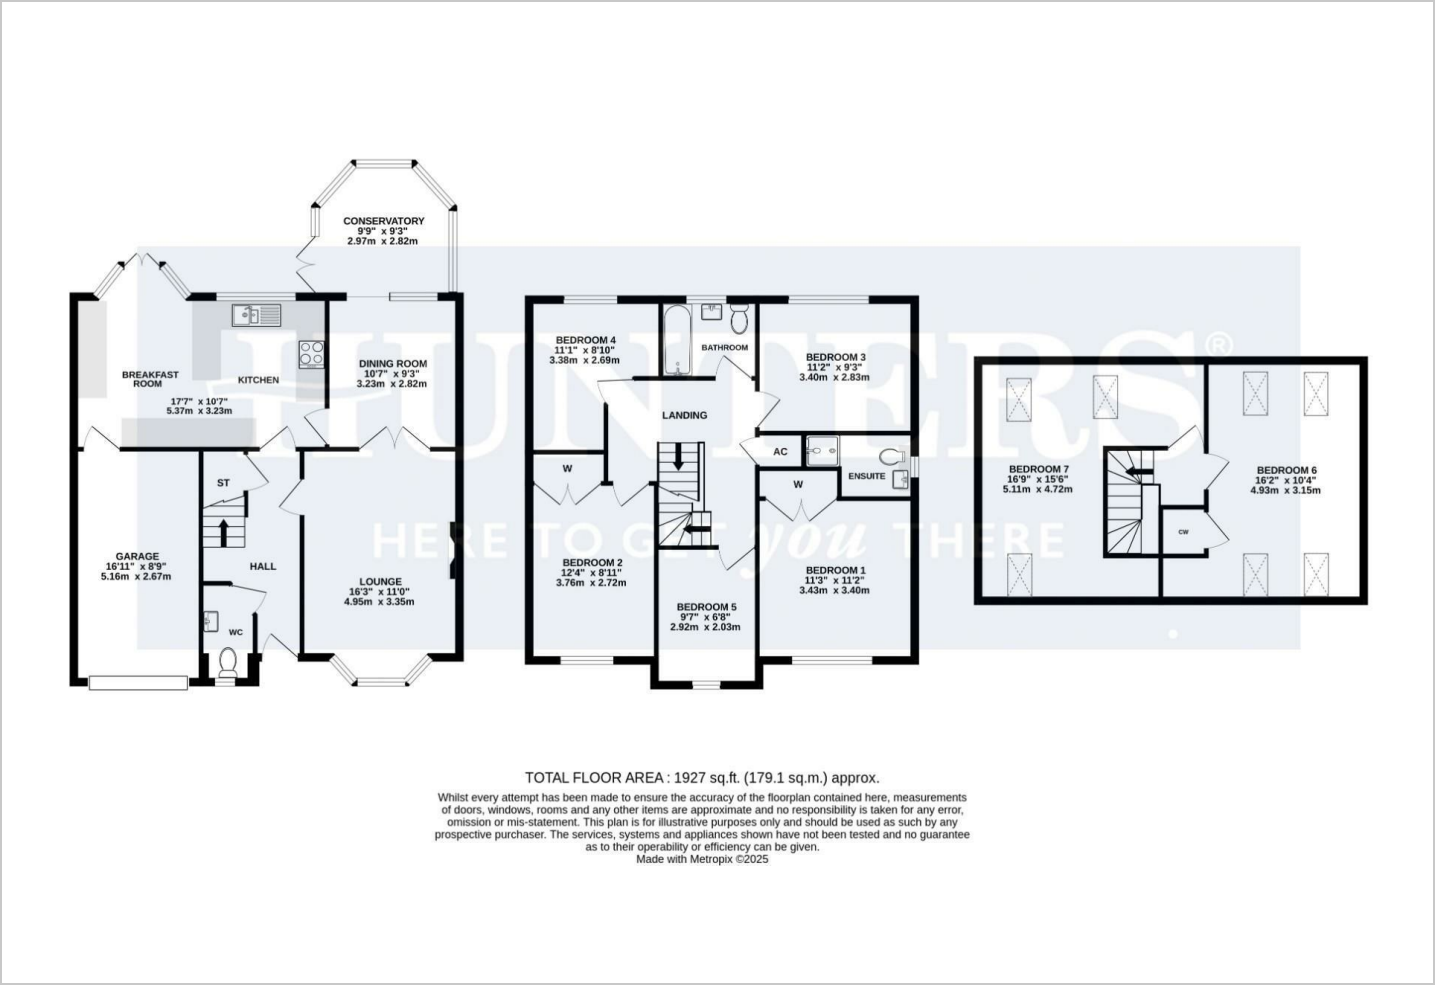 CONSERVATORY
9'9" x 9'3"
2.97m x 2.82m
BREAKFAST
ROOM
KITCHEN
17'7" x 10'7"
5.37m x 3.23m
DINING ROOM
10'7" x 9'3"
3.23m x 2.82m
ST
GARAGE
16'11" x 8'9"
5.16m x 2.67m
HALL
LOUNGE
16'3" x 11'0"
4.95m x 3.35m
WC
BEDROOM 4
11'1" x 8'10"
3.38m x 2.69m
BATHROOM
BEDROOM 3
11'2" x 9'3"
3.40m x 2.83m
LANDING
AC
W
ENSUITE
W
BEDROOM 2
12'4" x 8'11"
3.76m x 2.72m
BEDROOM 1
11'3" x 11'2"
3.43m x 3.40m
BEDROOM 5
9'7" x 6'8"
2.92m x 2.03m
BEDROOM 7
16'9" x 15'6"
5.11m x 4.72m
BEDROOM 6
16'2" x 10'4"
4.93m x 3.15m
CW
HUNTERS®
HERE TO GET you THERE
TOTAL FLOOR AREA : 1927 sq.ft. (179.1 sq.m.) approx.
Whilst every attempt has been made to ensure the accuracy of the floorplan contained here, measurements
of doors, windows, rooms and any other items are approximate and no responsibility is taken for any error,
omission or mis-statement. This plan is for illustrative purposes only and should be used as such by any
prospective purchaser. The services, systems and appliances shown have not been tested and no guarantee
as to their operability or efficiency can be given.
Made with Metropix ©2025